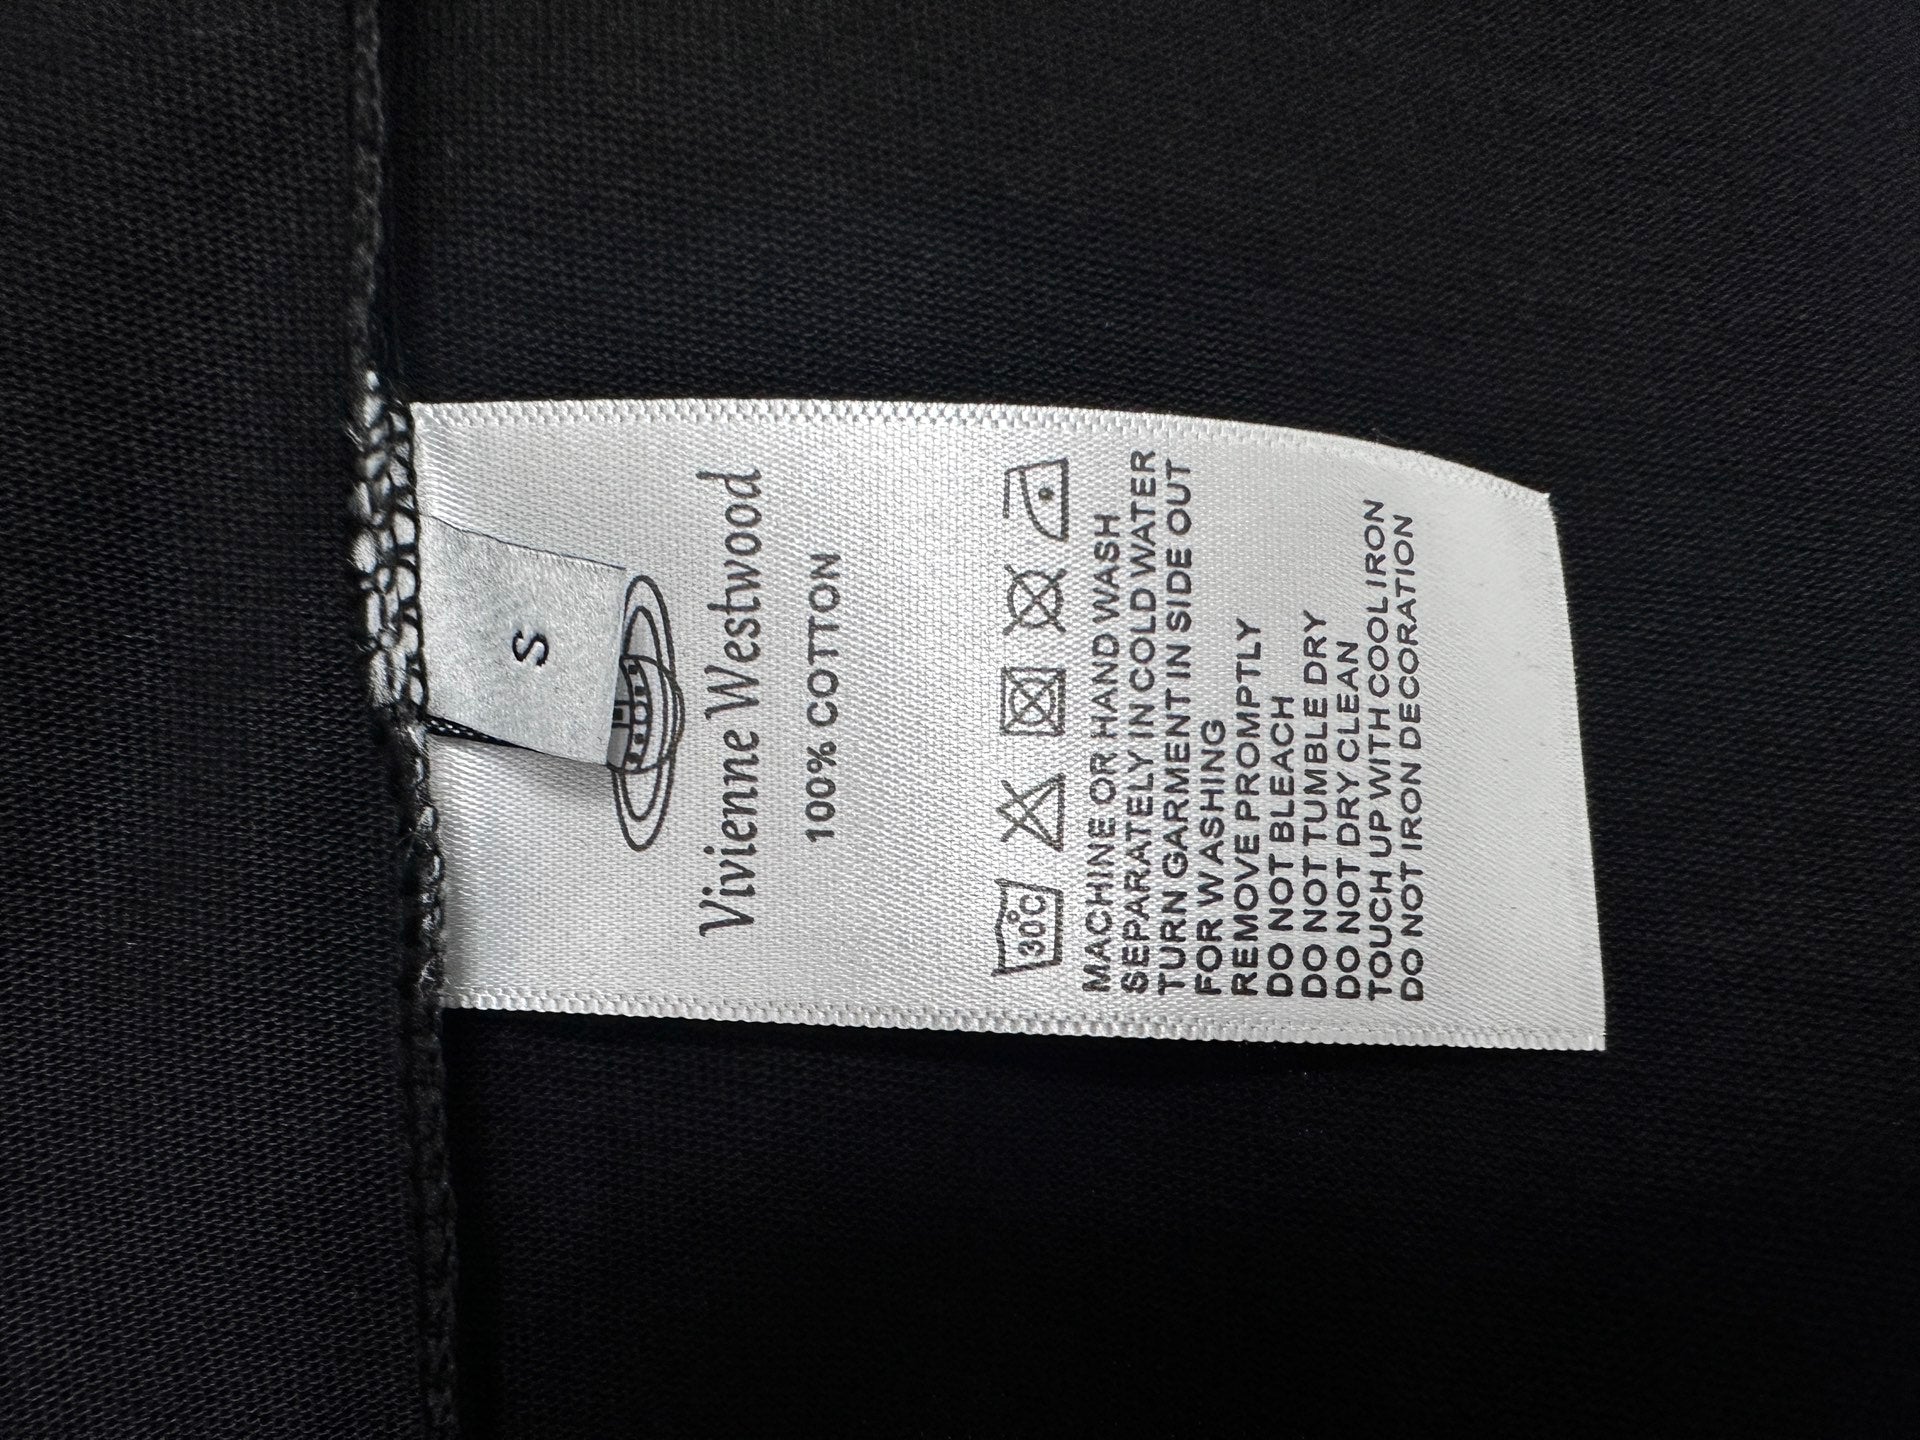 S
Vivienne Westwood
100% COTTON
30°C
MACHINE OR HAND WASH
SEPARATELY IN COLD WATER
TURN GARMENT IN SIDE OUT
FOR WASHING
REMOVE PROMPTLY
DO NOT BLEACH
DO NOT TUMBLE DRY
DO NOT DRY CLEAN
TOUCH UP WITH COOL IRON
DO NOT IRON DECORATION